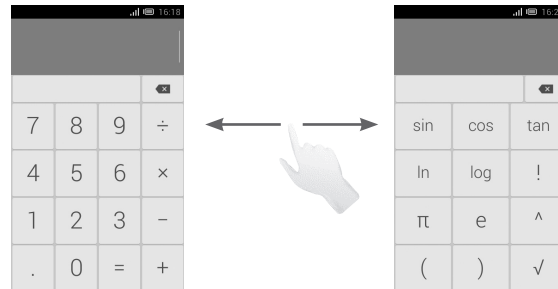 16:18
7 8 9 ÷
4 5 6 ×
1 2 3 −
. 0 = +
16:2
sin cos tan
ln log !
π e ^
( ) √